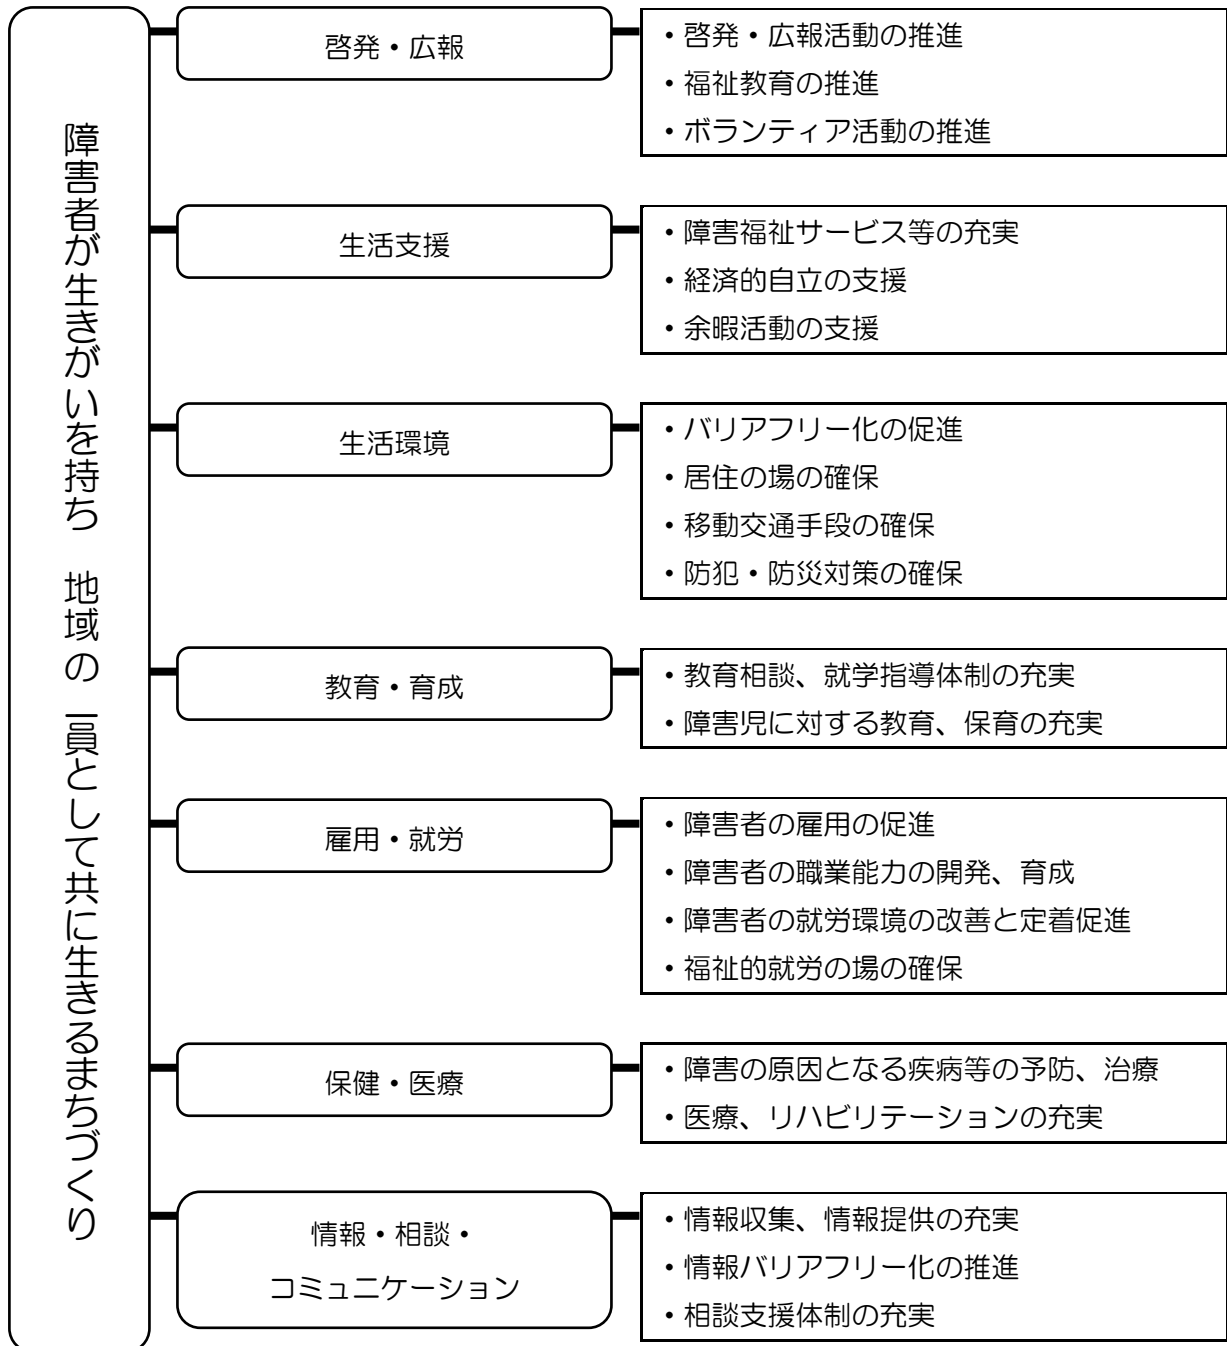 障害者が生きがいを持ち　地域の一員として共に生きるまちづくり
啓発・広報
・啓発・広報活動の推進
・福祉教育の推進
・ボランティア活動の推進
生活支援
・障害福祉サービス等の充実
・経済的自立の支援
・余暇活動の支援
生活環境
・バリアフリー化の促進
・居住の場の確保
・移動交通手段の確保
・防犯・防災対策の確保
教育・育成
・教育相談、就学指導体制の充実
・障害児に対する教育、保育の充実
雇用・就労
・障害者の雇用の促進
・障害者の職業能力の開発、育成
・障害者の就労環境の改善と定着促進
・福祉的就労の場の確保
保健・医療
・障害の原因となる疾病等の予防、治療
・医療、リハビリテーションの充実
情報・相談・
コミュニケーション
・情報収集、情報提供の充実
・情報バリアフリー化の推進
・相談支援体制の充実